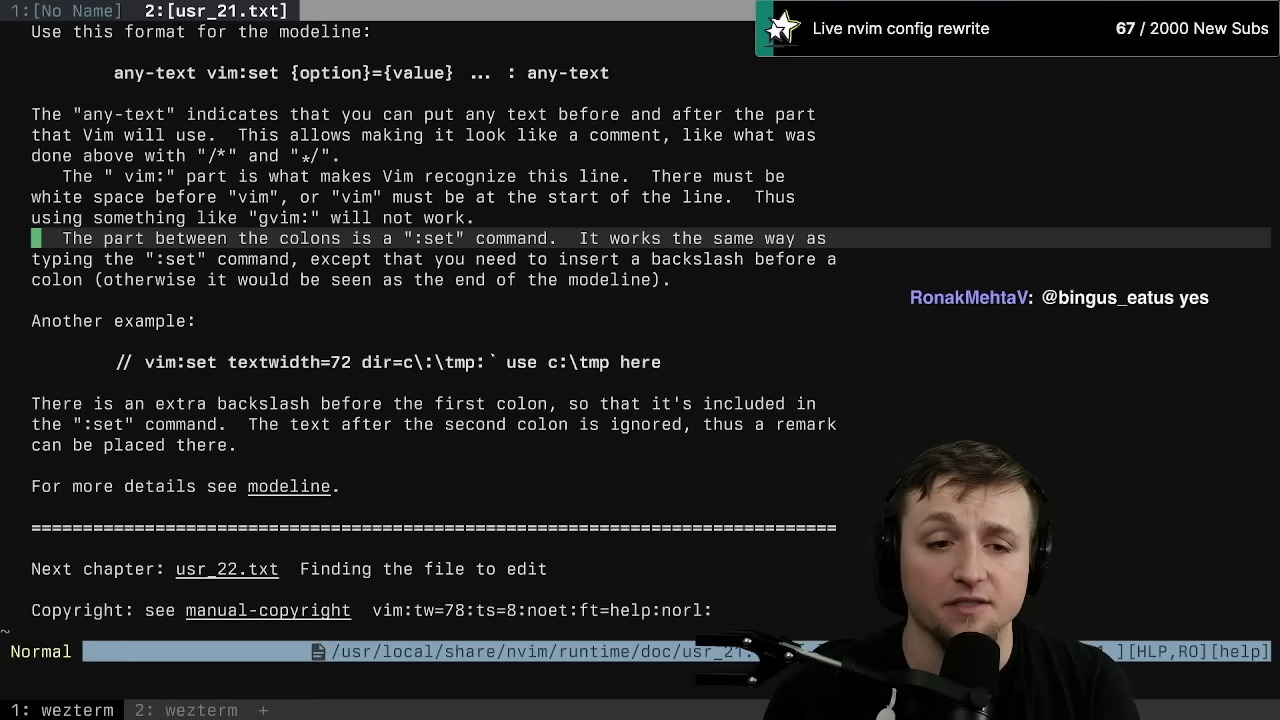 1:[No Name]  2:[usr_21.txt]
Live nvim config rewrite 67 / 2000 New Subs
Use this format for the modeline:
any-text vim:set {option}={value} ... : any-text
The "any-text" indicates that you can put any text before and after the part
that Vim will use.  This allows making it look like a comment, like what was
done above with "/*" and "*/".
The " vim:" part is what makes Vim recognize this line.  There must be
white space before "vim", or "vim" must be at the start of the line.  Thus
using something like "gvim:" will not work.
The part between the colons is a ":set" command.  It works the same way as
typing the ":set" command, except that you need to insert a backslash before a
colon (otherwise it would be seen as the end of the modeline).
RonakMehtaV: @bingus_eatus yes
Another example:
// vim:set textwidth=72 dir=c\:\tmp:` use c:\tmp here
There is an extra backslash before the first colon, so that it's included in
the ":set" command.  The text after the second colon is ignored, thus a remark
can be placed there.
For more details see modeline.
==============================================================================
Next chapter: usr_22.txt  Finding the file to edit
Copyright: see manual-copyright  vim:tw=78:ts=8:noet:ft=help:norl:
~
Normal /usr/local/share/nvim/runtime/doc/usr_21. ][HLP,RO][help]
1: wezterm  2: wezterm  +